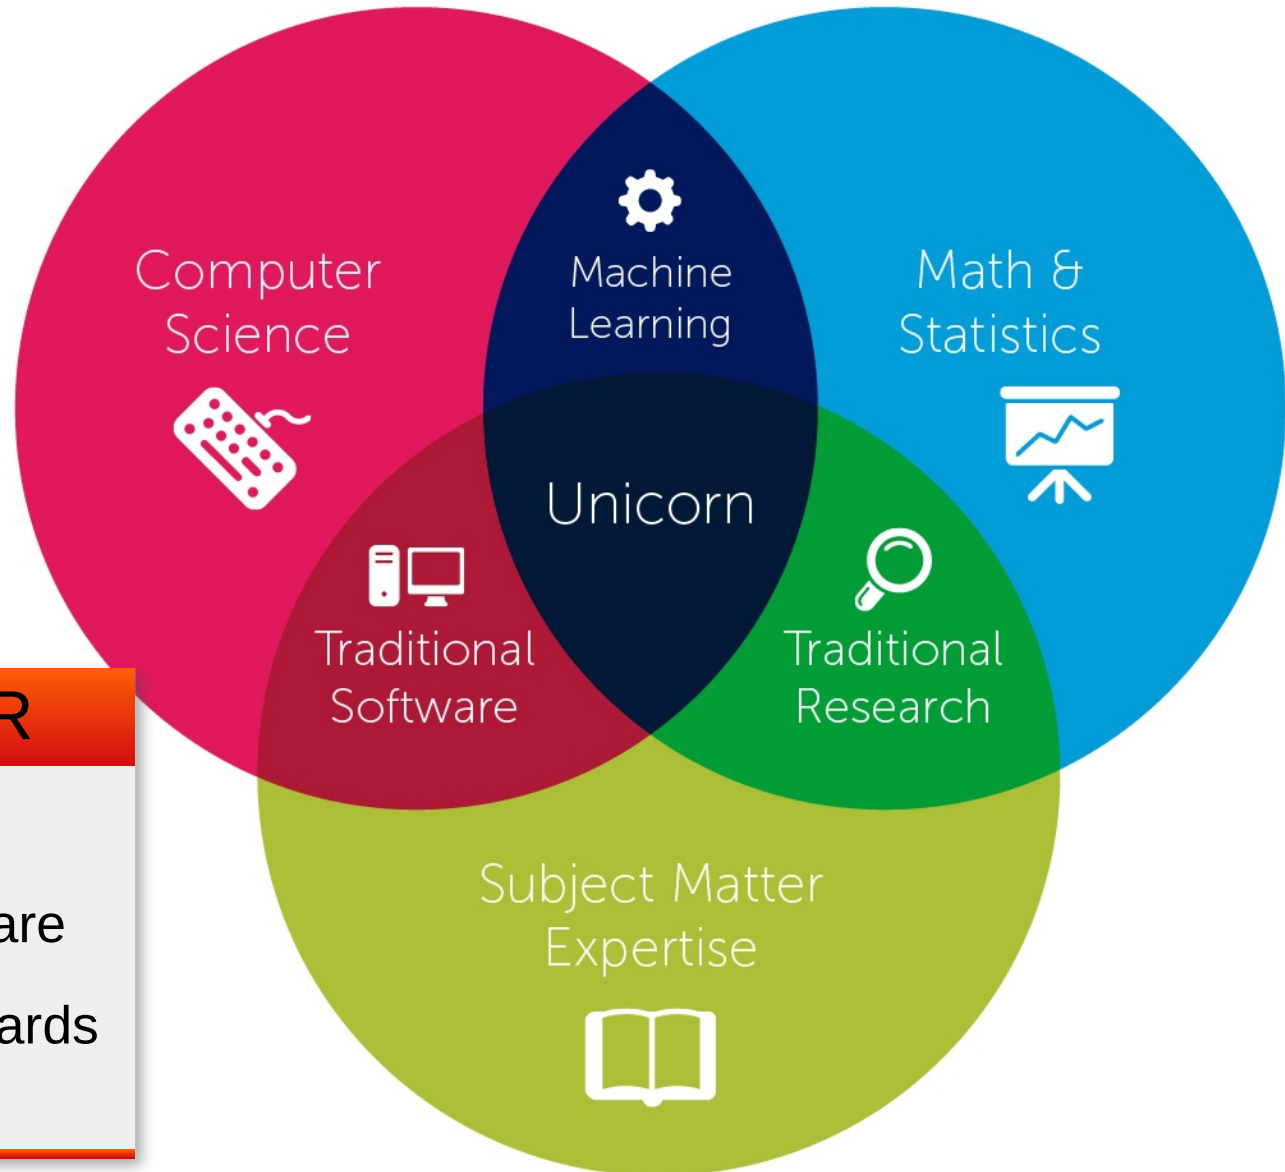 Computer
Science
Machine
Learning
Math &
Statistics
Unicorn
Traditional
Software
Traditional
Research
Subject Matter
Expertise
R
are
ards